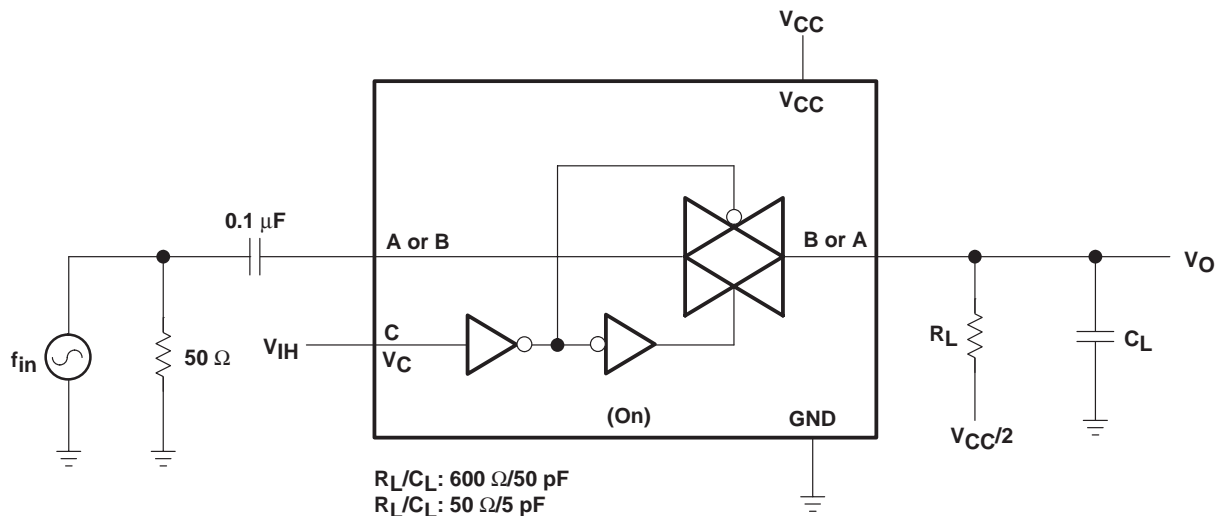 VCC
VCC
0.1 μF
A or B
B or A
VO
fin
50 Ω
VIH
C
VC
RL
CL
(On)
GND
VCC/2
RL/CL: 600 Ω/50 pF
RL/CL: 50 Ω/5 pF